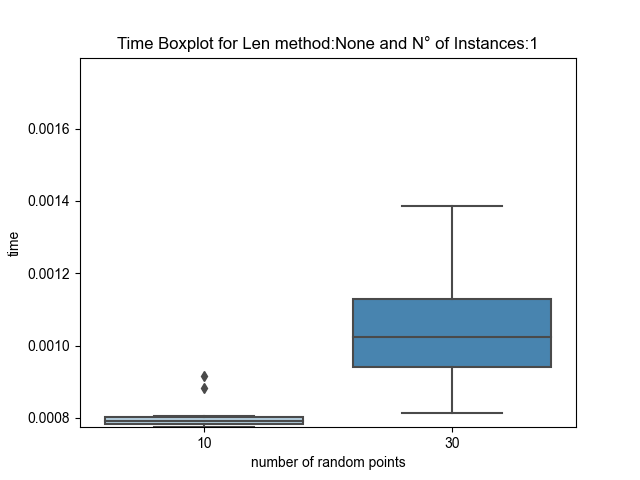 Time Boxplot for Len method:None and N° of Instances:1
0.0016
0.0014
0.0012
0.0010
0.0008
time
10
30
number of random points